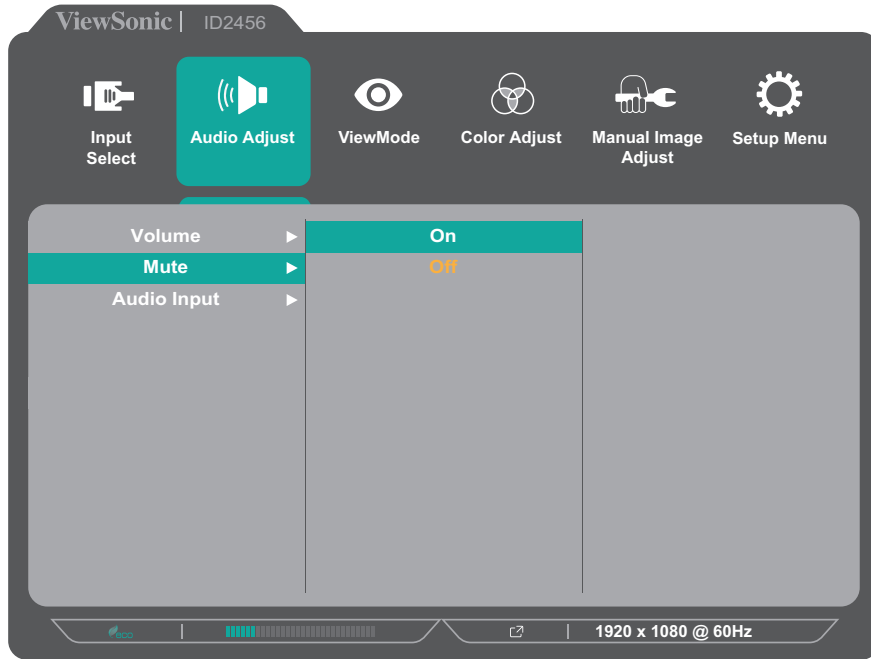 ViewSonic | ID2456
Input Select
Audio Adjust
ViewMode
Color Adjust
Manual Image Adjust
Setup Menu
Volume
On
Mute
Off
Audio Input
eco
1920 x 1080 @ 60Hz